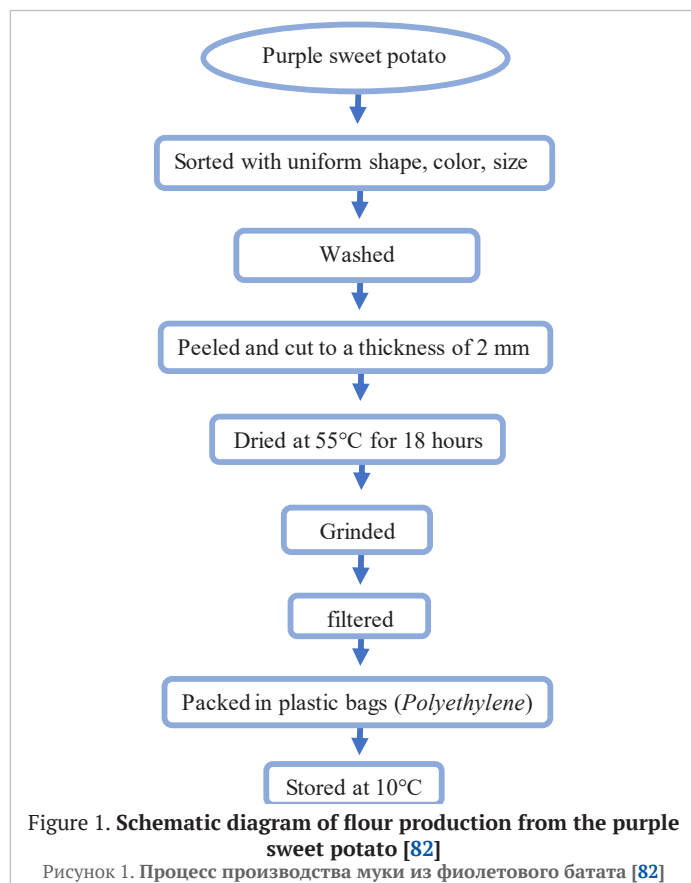 Purple sweet potato
Sorted with uniform shape, color, size
Washed
Peeled and cut to a thickness of 2 mm
Dried at 55°C for 18 hours
Grinded
filtered
Packed in plastic bags (Polyethylene)
Stored at 10°C
Figure 1. Schematic diagram of flour production from the purple
sweet potato [82]
Рисунок 1. Процесс производства муки из фиолетового батата [82]